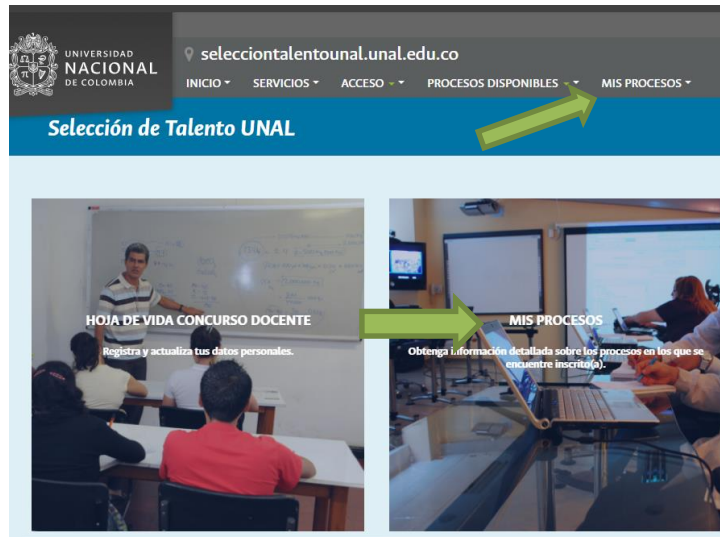 UNIVERSIDAD
NACIONAL
DE COLOMBIA
selecciontalentounal.unal.edu.co
INICIO SERVICIOS ACCESO PROCESOS DISPONIBLES MIS PROCESOS
Selección de Talento UNAL
HOJA DE VIDA CONCURSO DOCENTE
Registra y actualiza tus datos personales.
MIS PROCESOS
Obtenga información detallada sobre los procesos en los que se
encuentre inscrito(a).